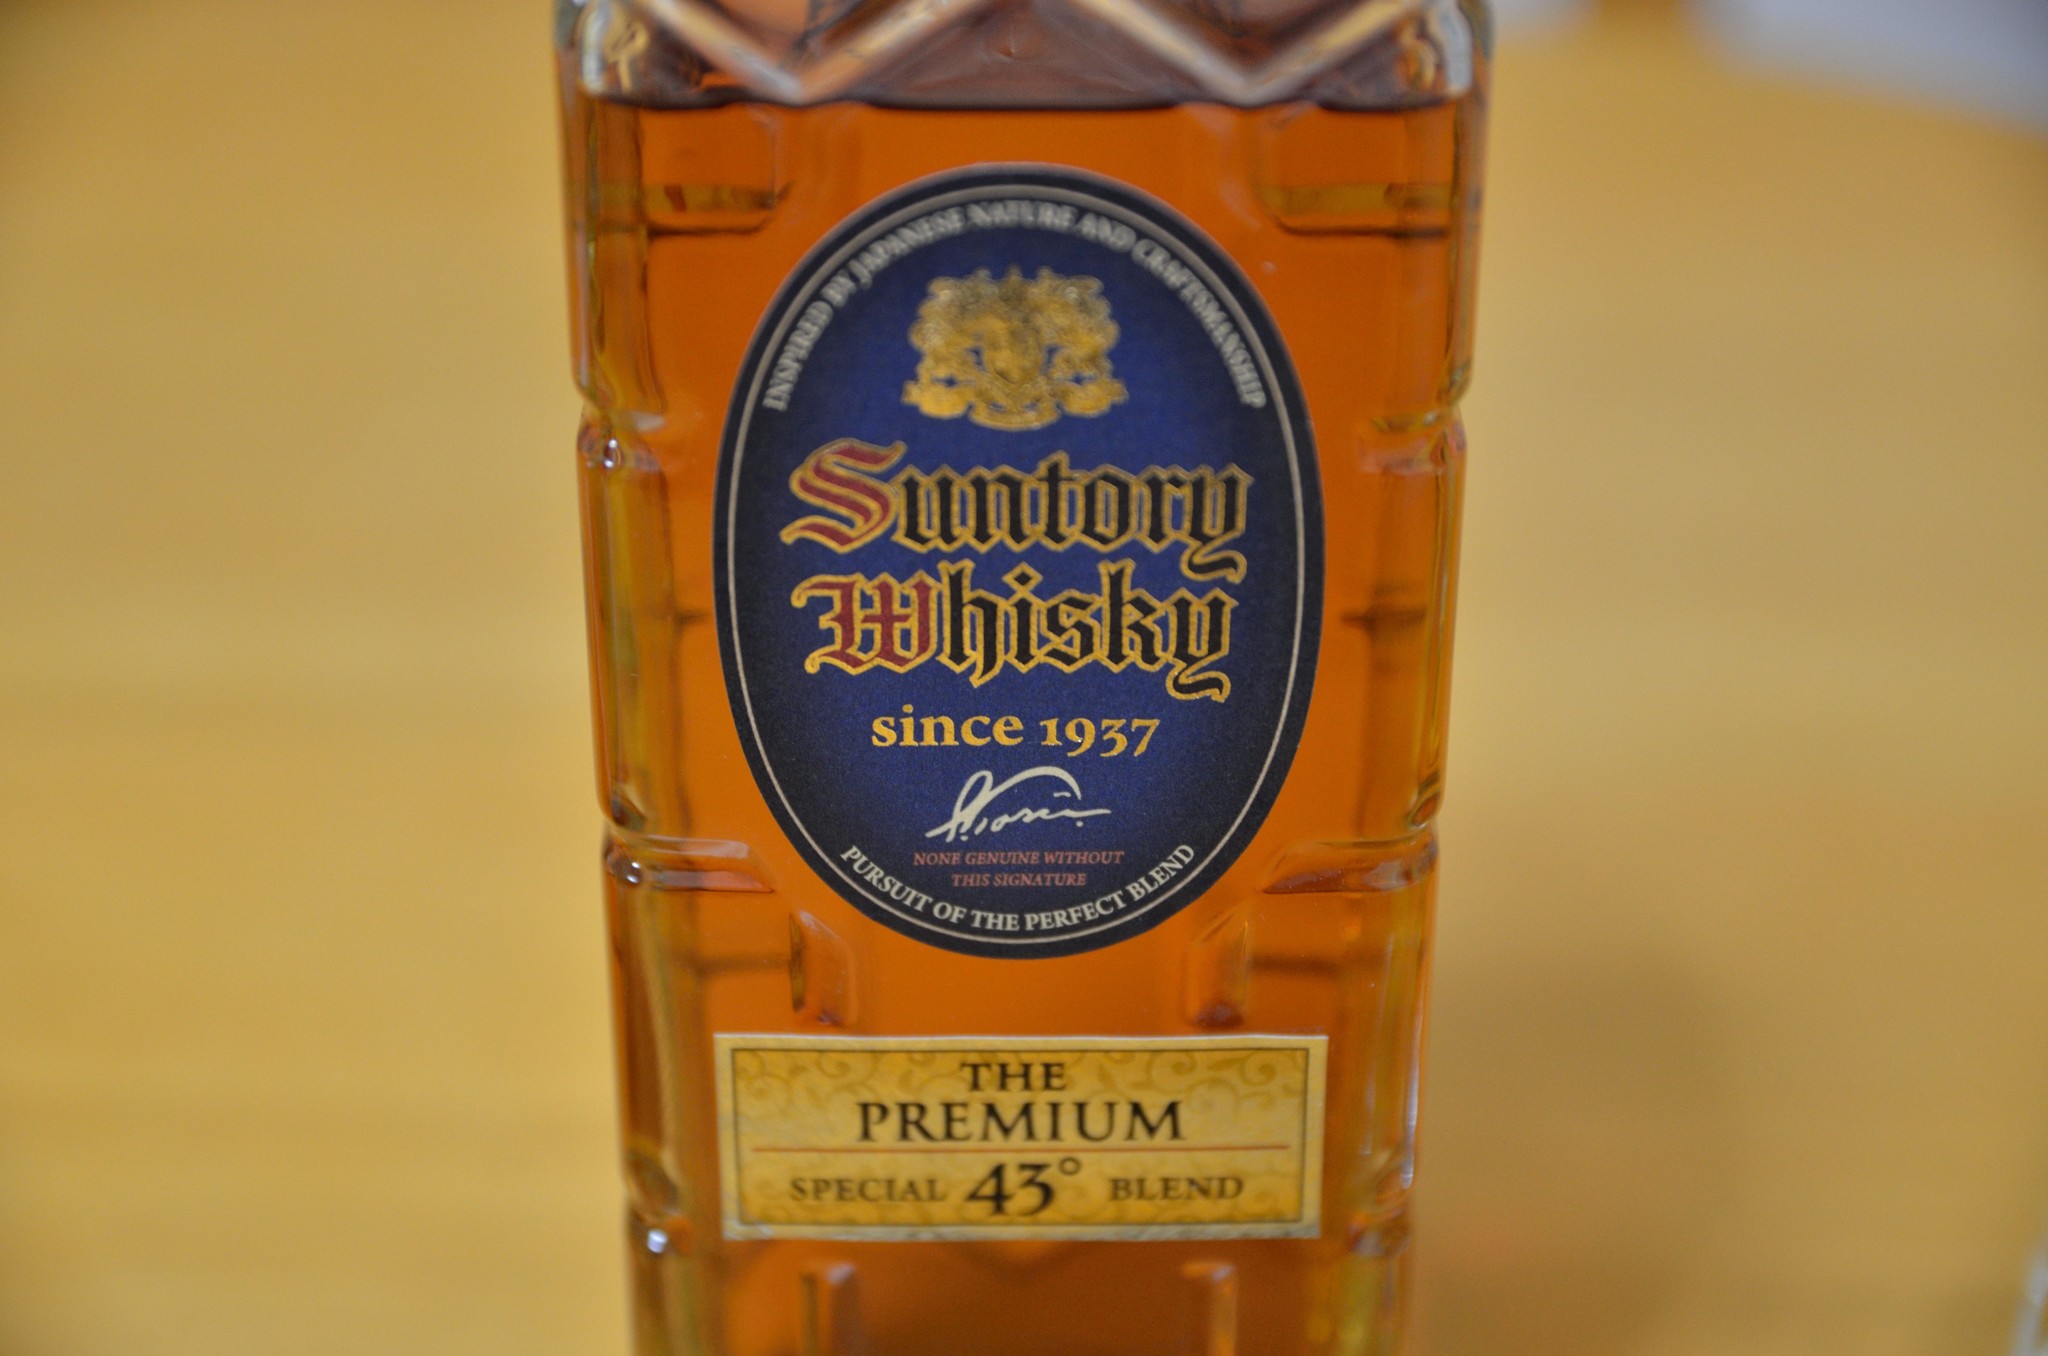 INSPIRED BY JAPANESE NATURE AND CRAFTSMANSHIP
Suntory
Whisky
since 1937
NONE GENUINE WITHOUT
THIS SIGNATURE
PURSUIT OF THE PERFECT BLEND
THE
PREMIUM
SPECIAL 43° BLEND